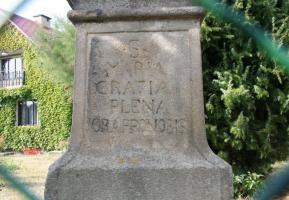 S.
MARIA
GRATIA
PLENA
ORA PRO NOBIS